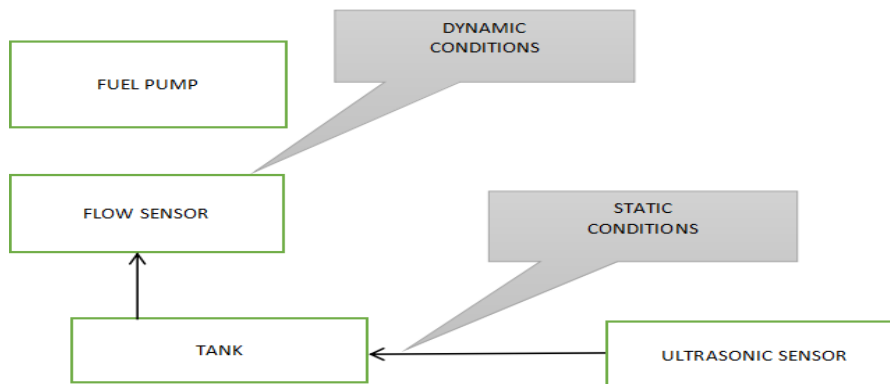 DYNAMIC
CONDITIONS
FUEL PUMP
FLOW SENSOR
STATIC
CONDITIONS
TANK
ULTRASONIC SENSOR